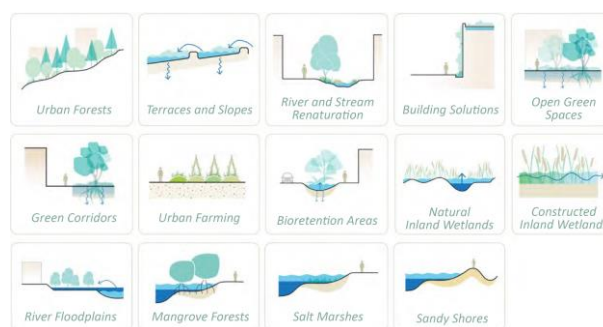 Urban Forests
Terraces and Slopes
River and Stream
Renaturation
Building Solutions
Open Green
Spaces
Green Corridors
Urban Farming
Bioretention Areas
Natural
Inland Wetlands
Constructed
Inland Wetlands
River Floodplains
Mangrove Forests
Salt Marshes
Sandy Shores